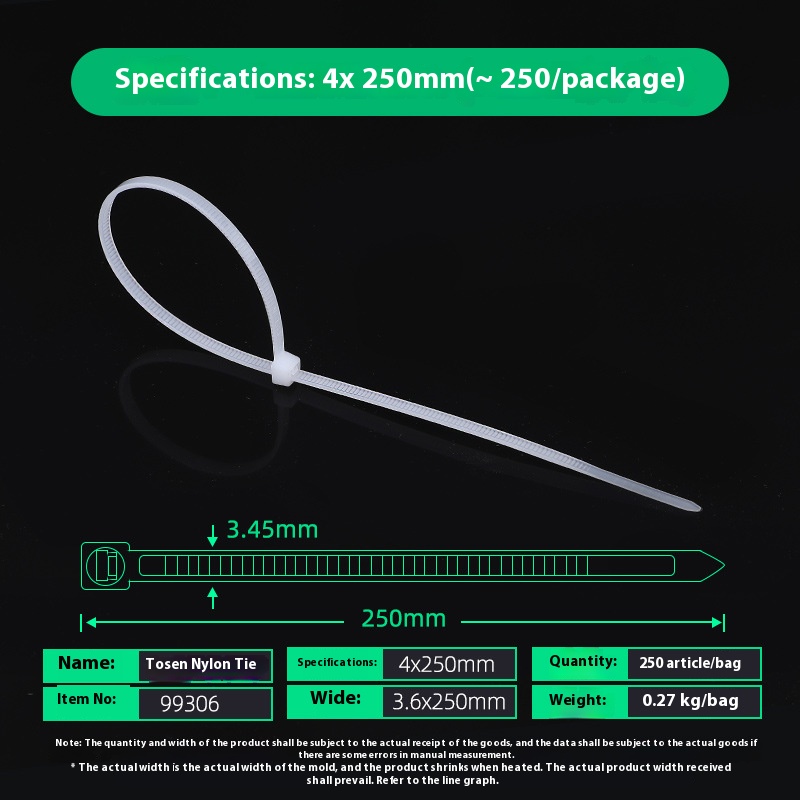 Specifications: 4x 250mm(~ 250/package)
3.45mm
250mm
Name: Tosen Nylon Tie
Specifications: 4x250mm
Quantity: 250 article/bag
Item No: 99306
Wide: 3.6x250mm
Weight: 0.27 kg/bag
Note: The quantity and width of the product shall be subject to the actual receipt of the goods, and the data shall be subject to the actual goods if
there are some errors in manual measurement.
* The actual width is the actual width of the mold, and the product shrinks when heated. The actual product width received
shall prevail. Refer to the line graph.